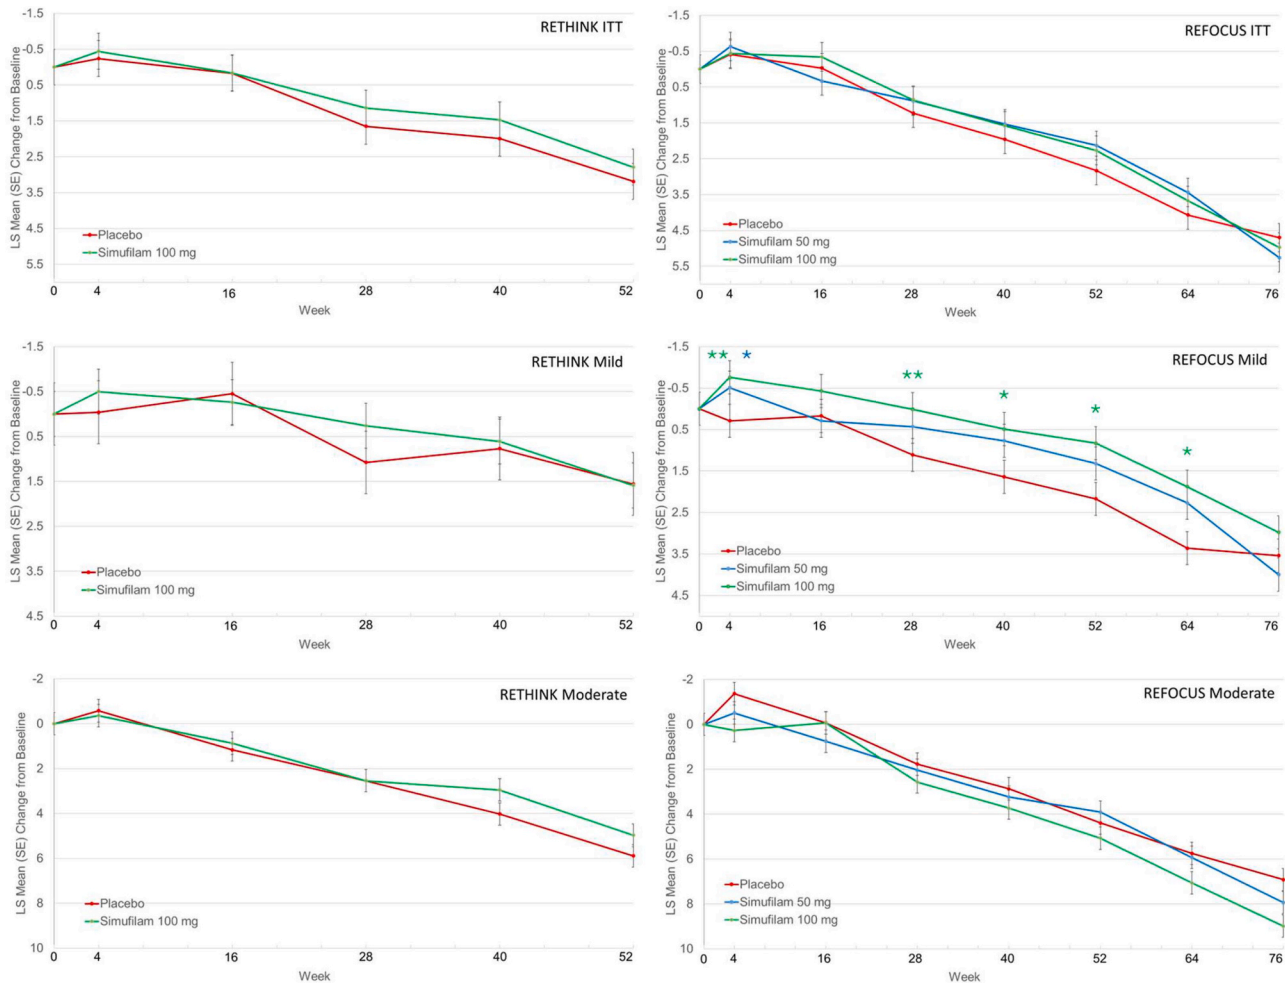 RETHINK ITT
LS Mean (SE) Change from Baseline
-1.5
-0.5
0.5
1.5
2.5
3.5
4.5
5.5
Placebo
Simufilam 100 mg
0 4 16 28 40 52
Week
REFOCUS ITT
LS Mean (SE) Change from Baseline
-1.5
-0.5
0.5
1.5
2.5
3.5
4.5
5.5
Placebo
Simufilam 50 mg
Simufilam 100 mg
0 4 16 28 40 52 64 76
Week
RETHINK Mild
LS Mean (SE) Change from Baseline
-1.5
-0.5
0.5
1.5
2.5
3.5
4.5
Placebo
Simufilam 100 mg
0 4 16 28 40 52
Week
REFOCUS Mild
LS Mean (SE) Change from Baseline
-1.5
-0.5
0.5
1.5
2.5
3.5
4.5
** * ** * * *
Placebo
Simufilam 50 mg
Simufilam 100 mg
0 4 16 28 40 52 64 76
Week
RETHINK Moderate
LS Mean (SE) Change from Baseline
-2
0
2
4
6
8
10
Placebo
Simufilam 100 mg
0 4 16 28 40 52
Week
REFOCUS Moderate
LS Mean (SE) Change from Baseline
-2
0
2
4
6
8
10
Placebo
Simufilam 50 mg
Simufilam 100 mg
0 4 16 28 40 52 64 76
Week